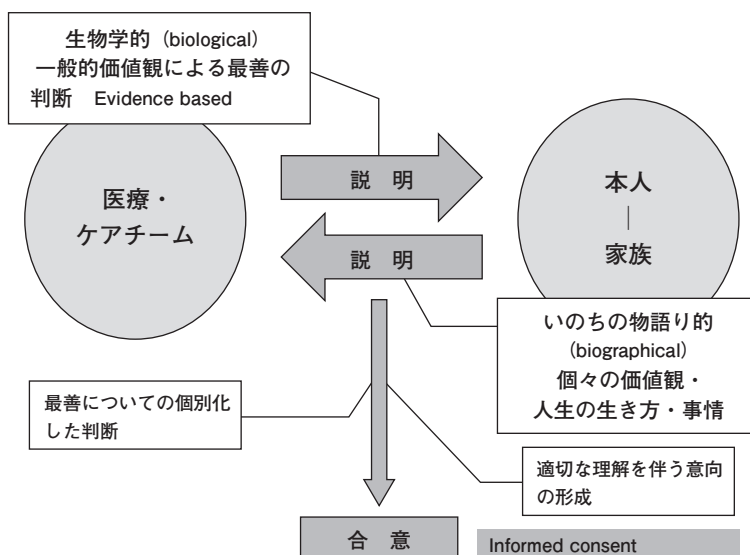 生物学的(biological)
一般的価値観による最善の
判断 Evidence based
医療・
ケアチーム
説 明
本人
|
家族
説 明
いのちの物語り的
(biographical)
個々の価値観・
人生の生き方・事情
最善についての個別化
した判断
適切な理解を伴う意向
の形成
合 意
Informed consent